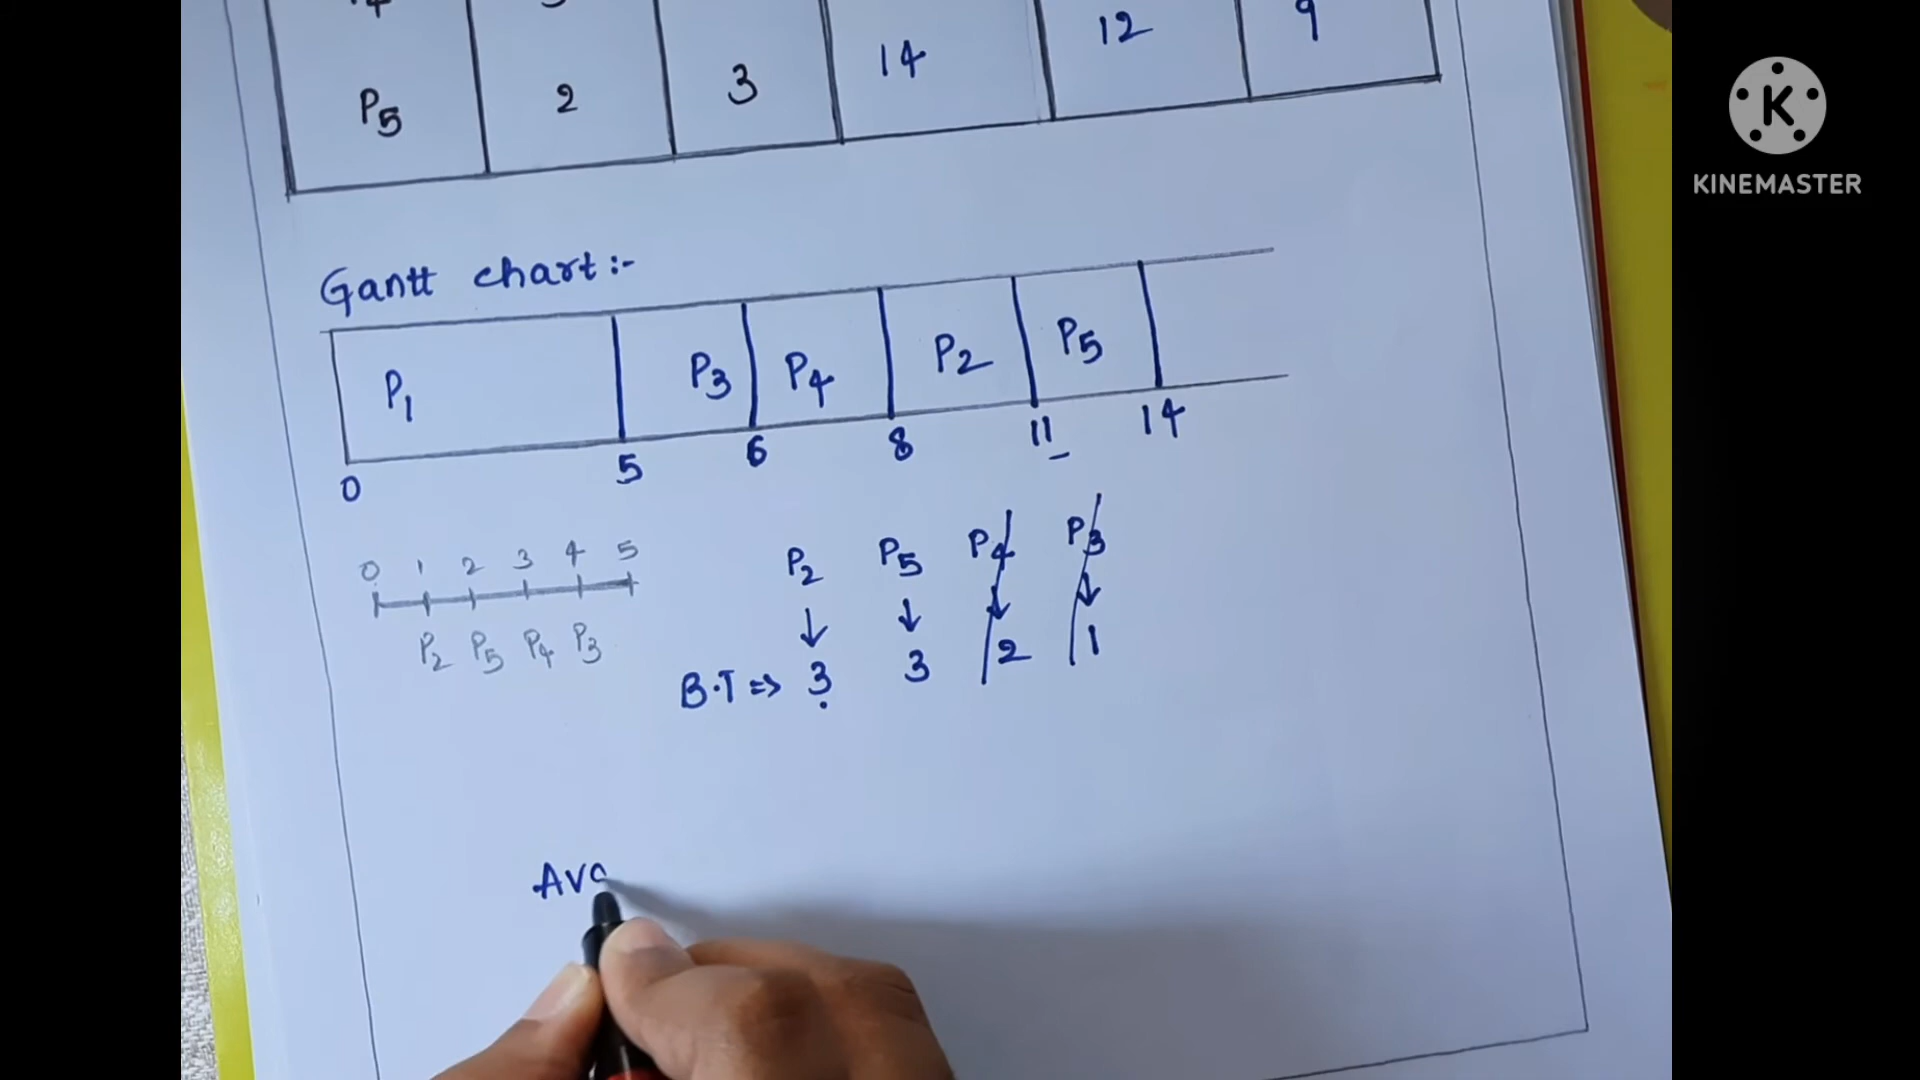 P5 2 3 14 12 9
Gantt chart:-
P1 P3 P4 P2 P5
0 5 6 8 11 14
0 1 2 3 4 5
P2 P5 P4 P3
P2 P5 P4 P3
↓ ↓ ↓ ↓
B.T => 3 3 2 1
Av
K
KINEMASTER